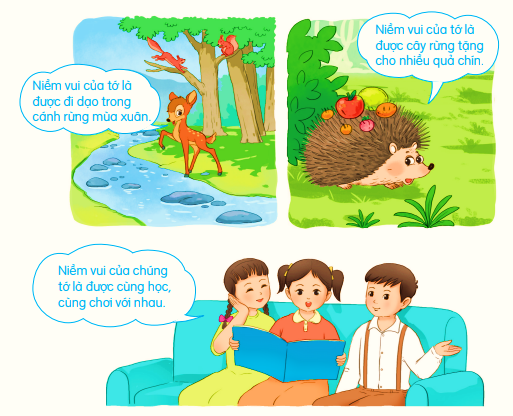 Niềm vui của tớ là
được đi dạo trong
cánh rừng mùa xuân.
Niềm vui của tớ là
được cây rừng tặng
cho nhiều quả chín.
Niềm vui của chúng
tớ là được cùng học,
cùng chơi với nhau.